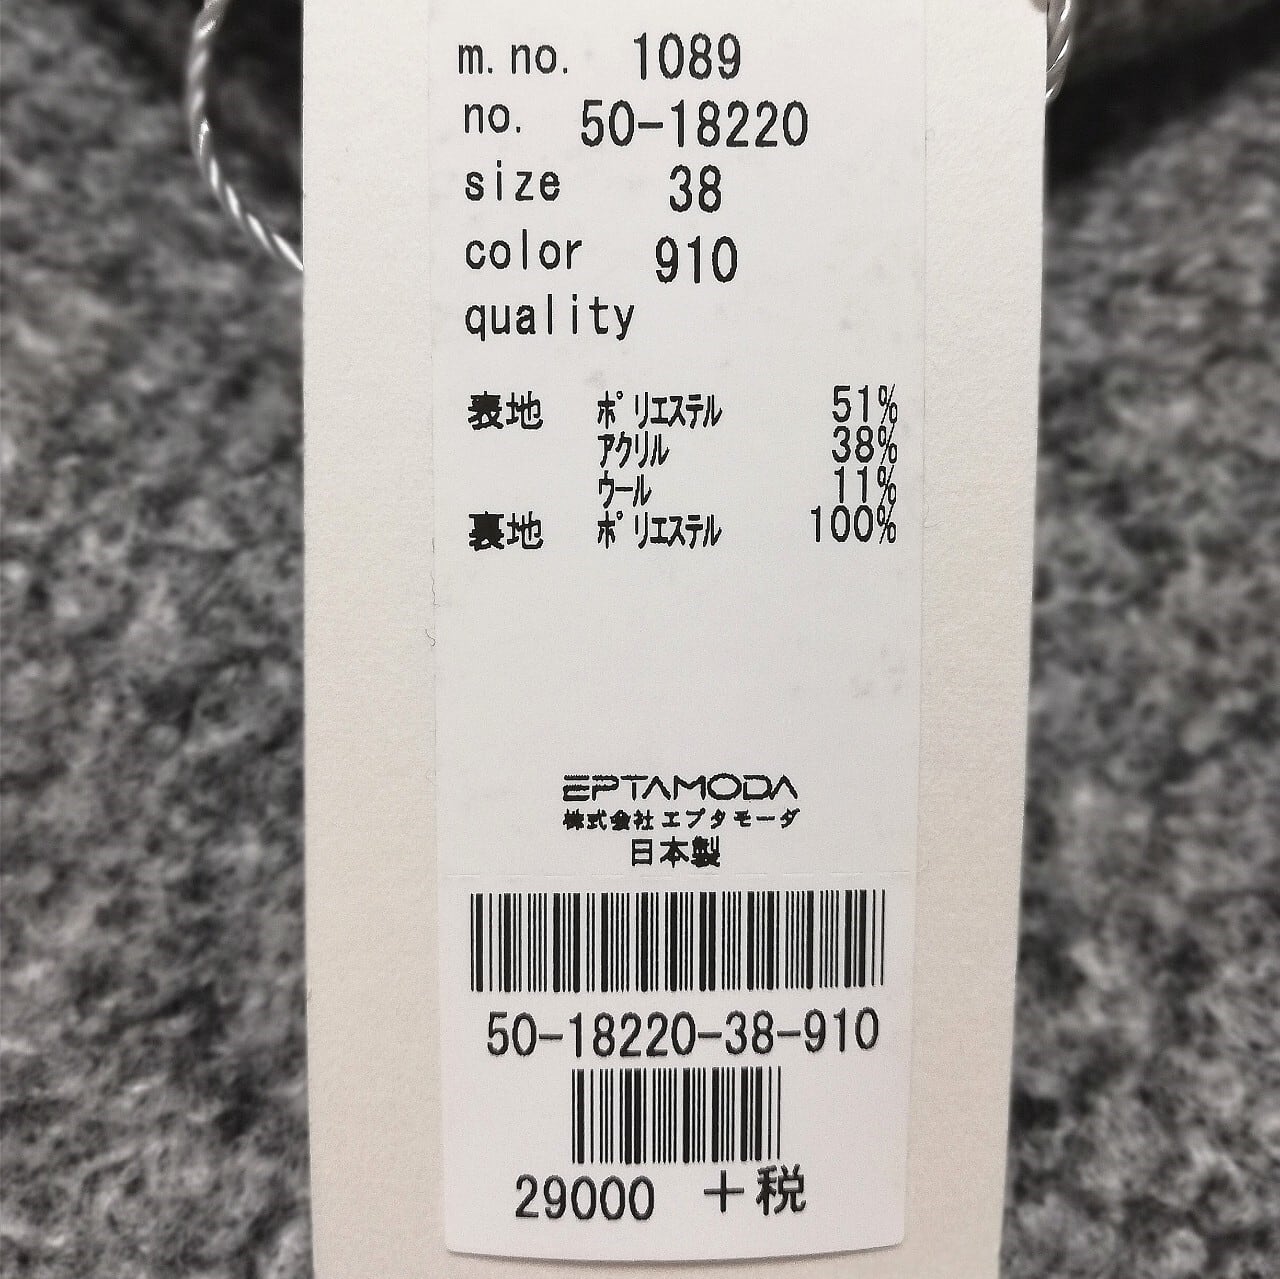 m.no. 1089
no. 50-18220
size 38
color 910
quality
表地 ポリエステル 51%
アクリル 38%
ウール 11%
裏地 ポリエステル 100%
EPTAMODA
株式会社エプタモーダ
日本製
50-18220-38-910
29000 +税